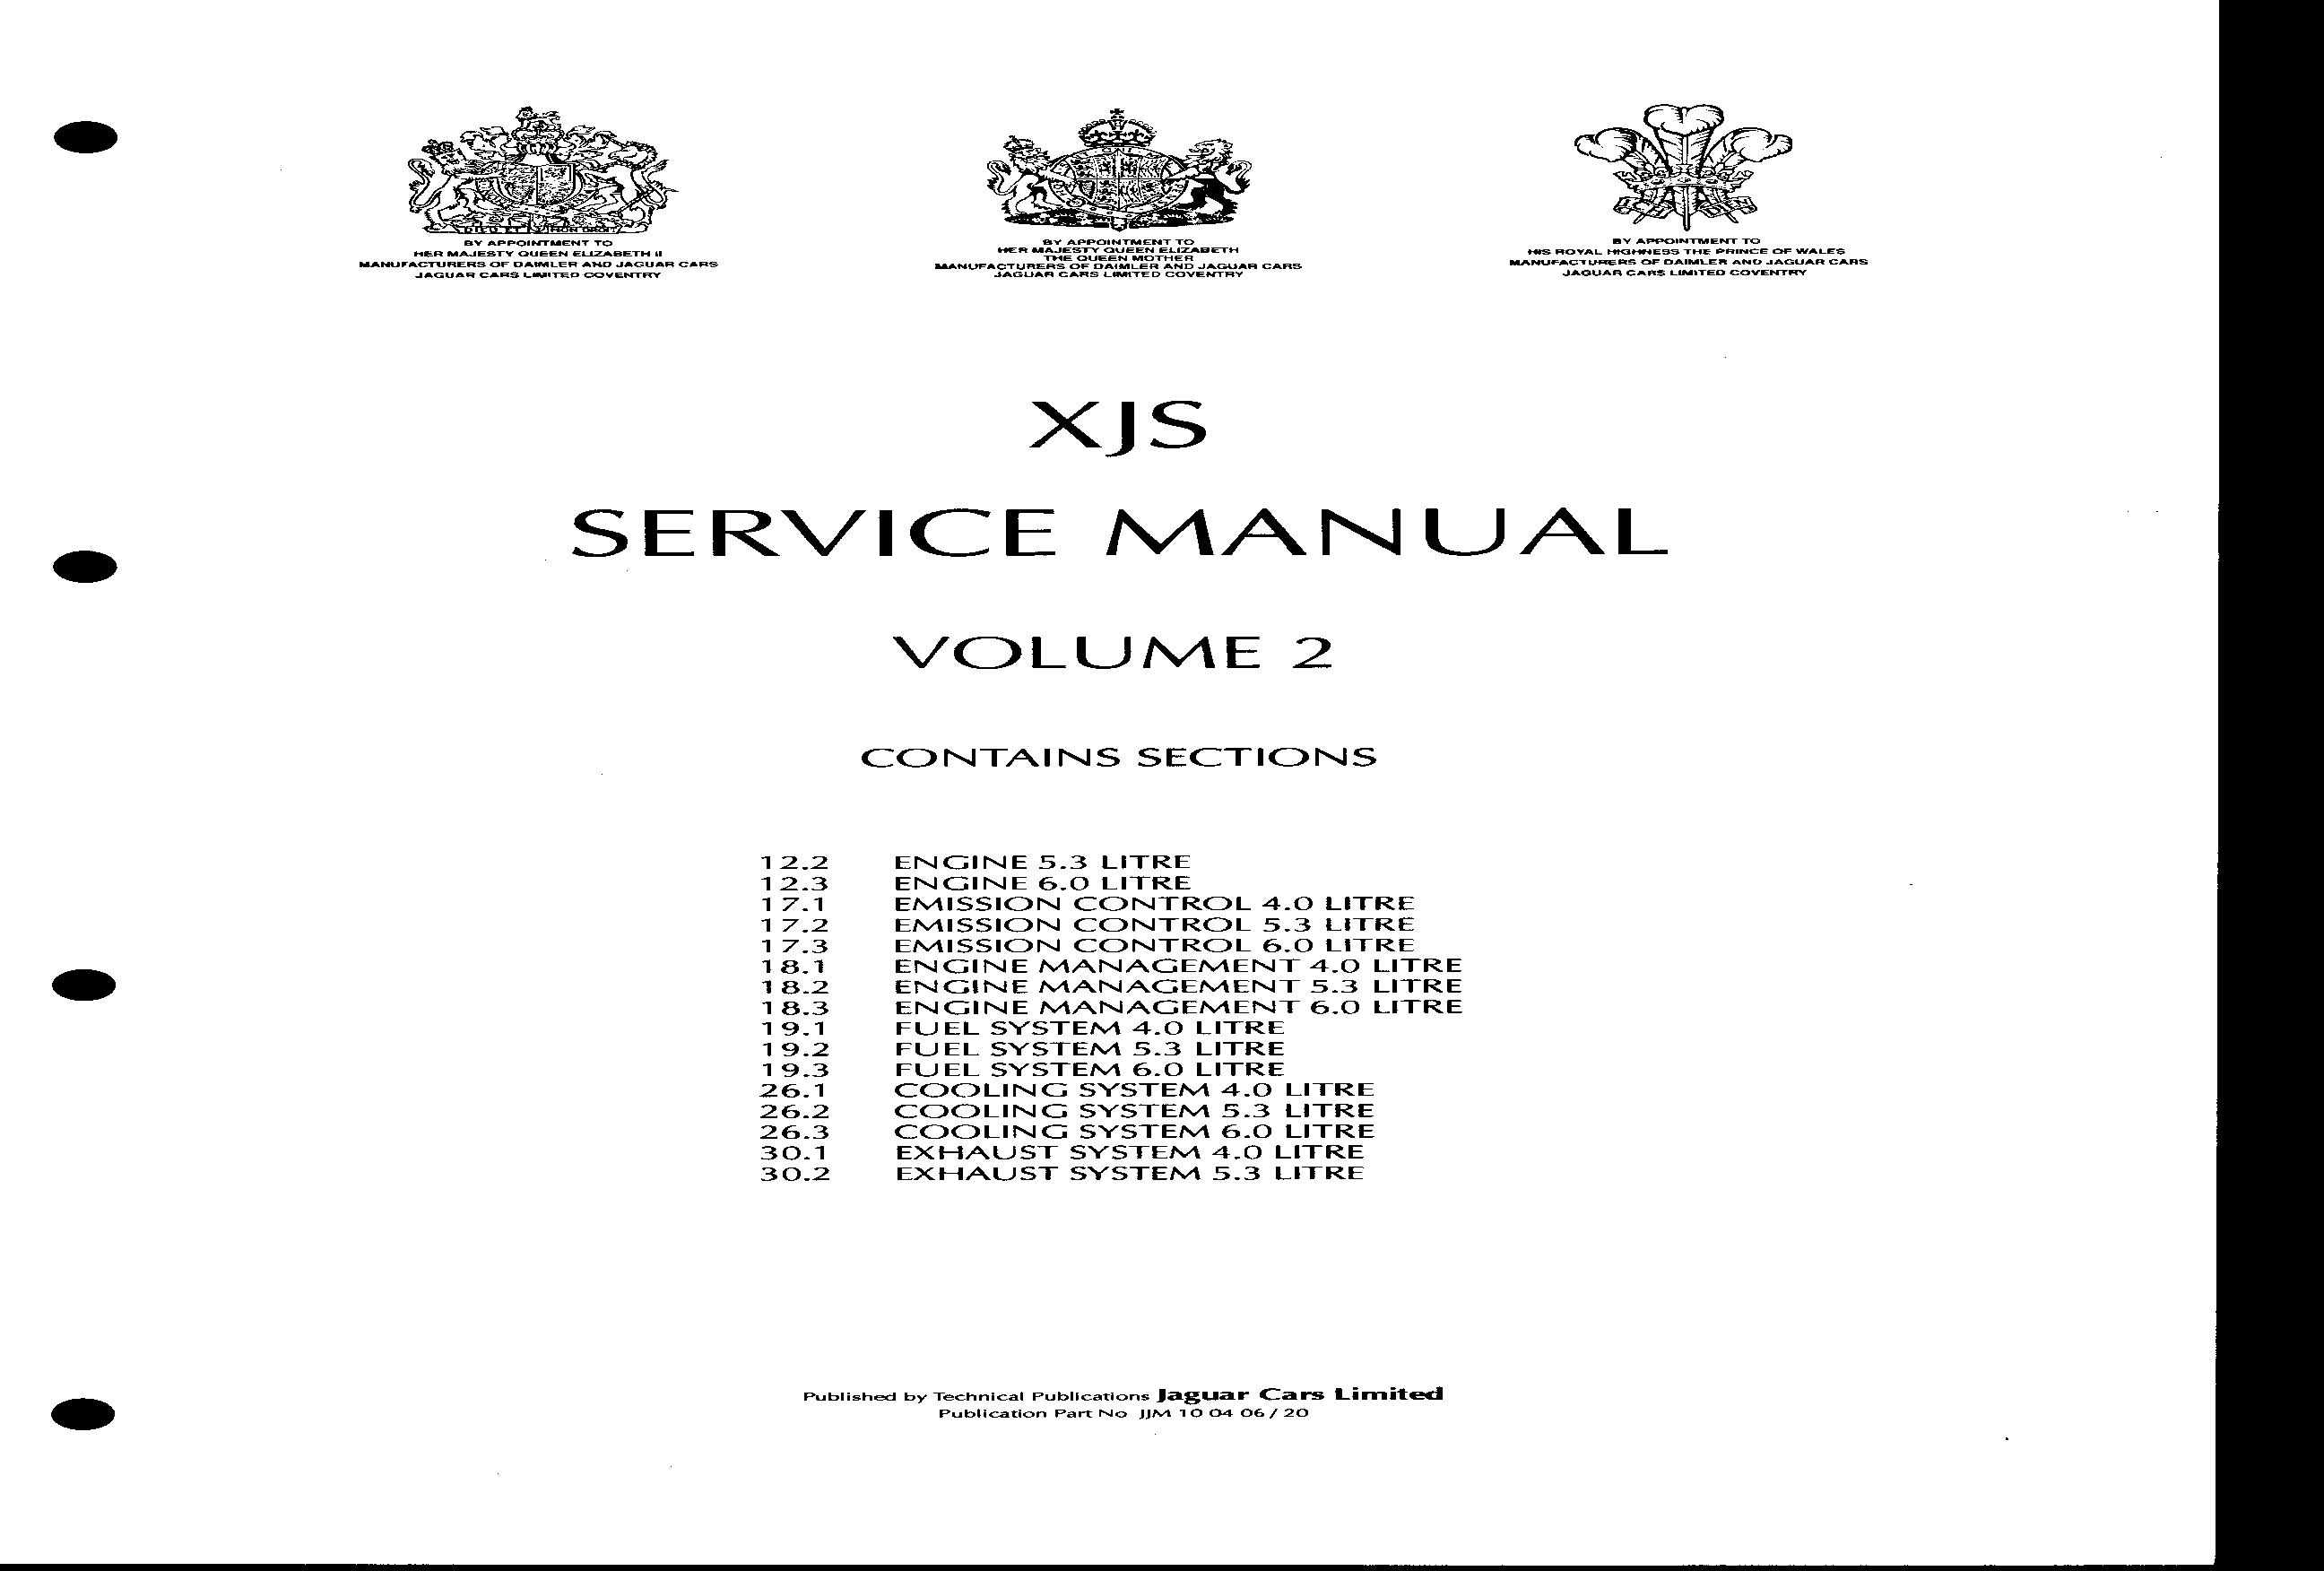 DIEU ET MON DROIT
BY APPOINTMENT TO
HER MAJESTY QUEEN ELIZABETH II
MANUFACTURERS OF DAIMLER AND JAGUAR CARS
JAGUAR CARS LIMITED COVENTRY
BY APPOINTMENT TO
HER MAJESTY QUEEN ELIZABETH
THE QUEEN MOTHER
MANUFACTURERS OF DAIMLER AND JAGUAR CARS
JAGUAR CARS LIMITED COVENTRY
BY APPOINTMENT TO
HIS ROYAL HIGHNESS THE PRINCE OF WALES
MANUFACTURERS OF DAIMLER AND JAGUAR CARS
JAGUAR CARS LIMITED COVENTRY
XJS
SERVICE MANUAL
VOLUME 2
CONTAINS SECTIONS
12.2 ENGINE 5.3 LITRE
12.3 ENGINE 6.0 LITRE
17.1 EMISSION CONTROL 4.0 LITRE
17.2 EMISSION CONTROL 5.3 LITRE
17.3 EMISSION CONTROL 6.0 LITRE
18.1 ENGINE MANAGEMENT 4.0 LITRE
18.2 ENGINE MANAGEMENT 5.3 LITRE
18.3 ENGINE MANAGEMENT 6.0 LITRE
19.1 FUEL SYSTEM 4.0 LITRE
19.2 FUEL SYSTEM 5.3 LITRE
19.3 FUEL SYSTEM 6.0 LITRE
26.1 COOLING SYSTEM 4.0 LITRE
26.2 COOLING SYSTEM 5.3 LITRE
26.3 COOLING SYSTEM 6.0 LITRE
30.1 EXHAUST SYSTEM 4.0 LITRE
30.2 EXHAUST SYSTEM 5.3 LITRE
Published by Technical Publications Jaguar Cars Limited
Publication Part No JJM 10 04 06 / 20